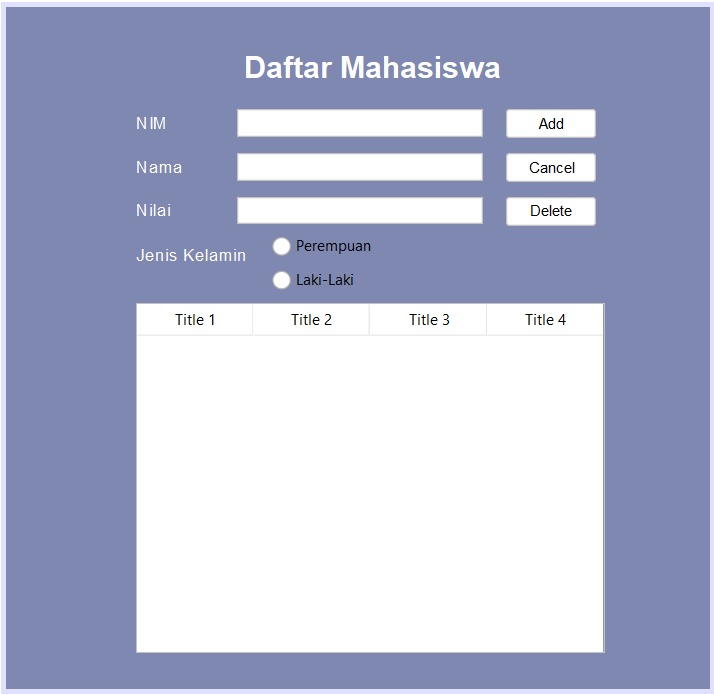 Daftar Mahasiswa
NIM Add
Nama Cancel
Nilai Delete
Jenis Kelamin
Perempuan
Laki-Laki
Title 1 Title 2 Title 3 Title 4